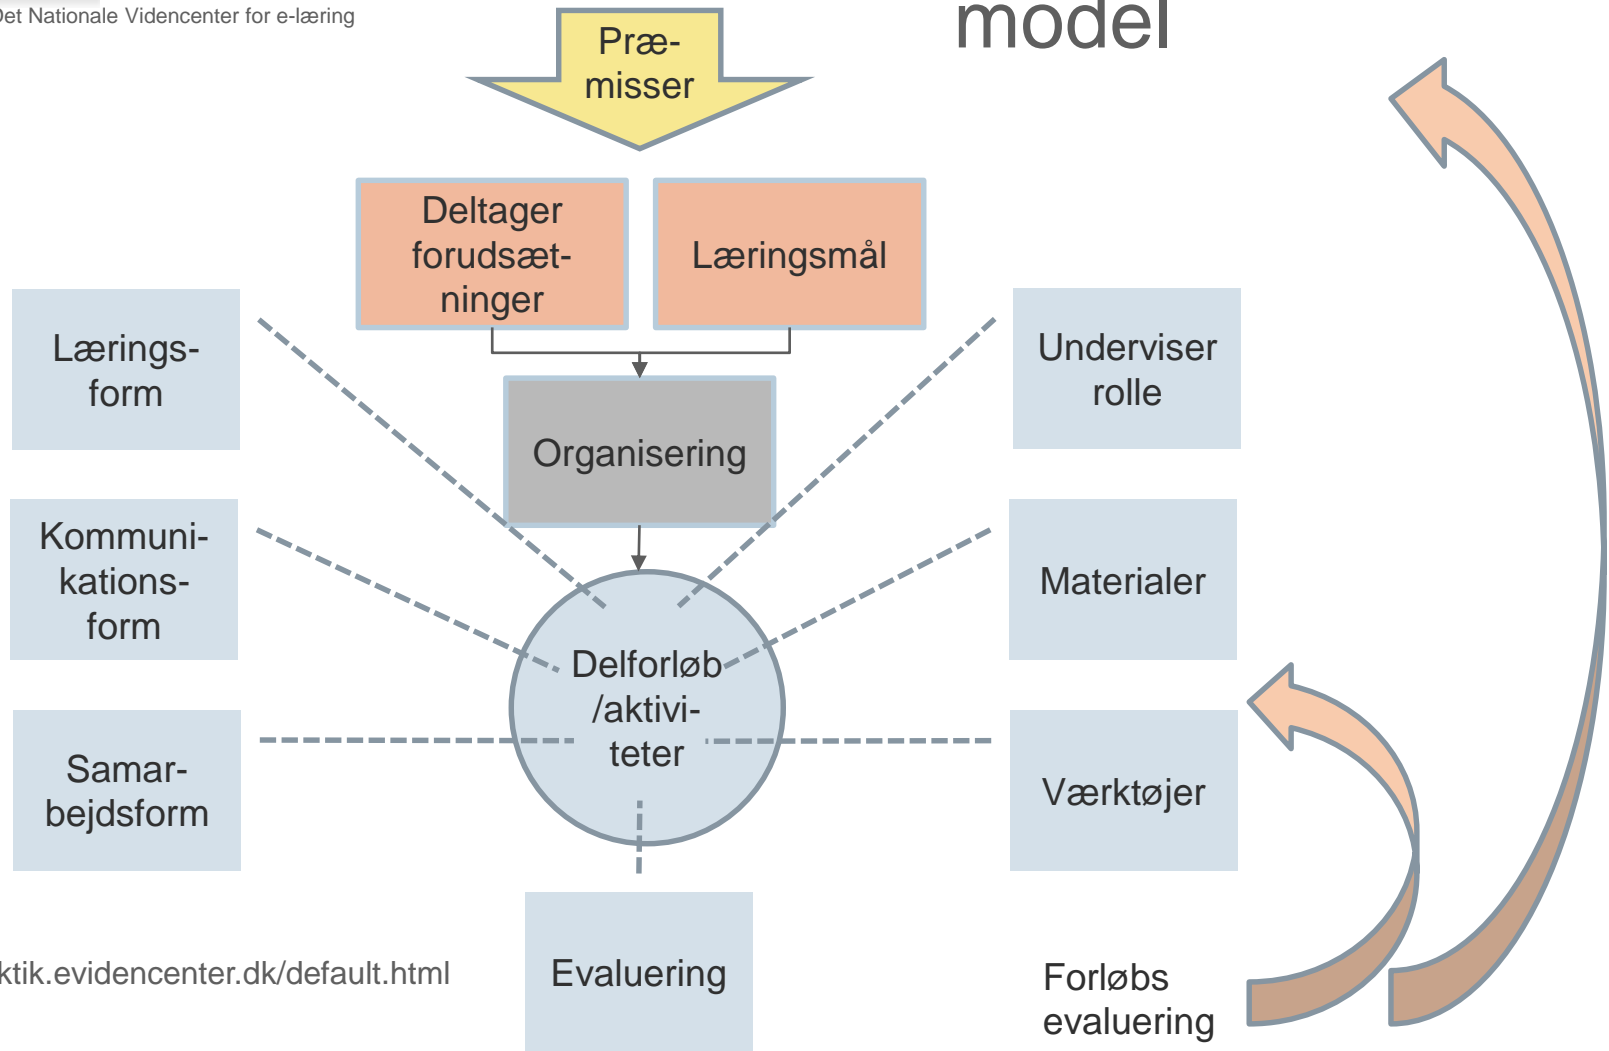 Det Nationale Videncenter for e-læring
model
Præ-
misser
Deltager
forudsæt-
ninger
Læringsmål
Lærings-
form
Underviser
rolle
Organisering
Kommuni-
kations-
form
Materialer
Delforløb
/aktivi-
teter
Samar-
bejdsform
Værktøjer
Evaluering
ktik.evidencenter.dk/default.html
Forløbs
evaluering